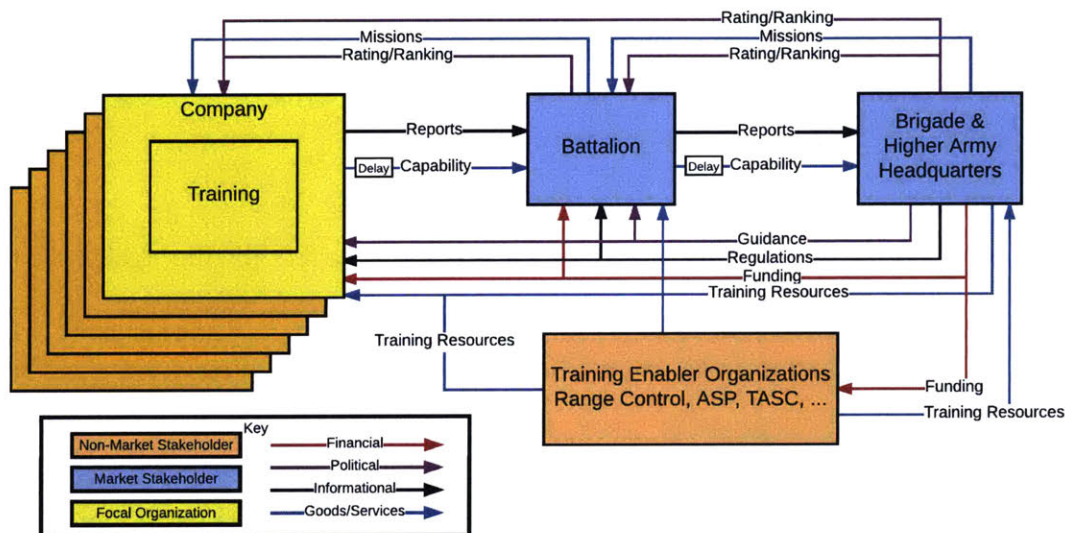 Rating/Ranking
Missions
Missions
Rating/Ranking
Rating/Ranking
Company
Training
Reports
Delay
Capability
Battalion
Reports
Delay
Capability
Brigade &
Higher Army
Headquarters
Guidance
Regulations
Funding
Training Resources
Training Resources
Training Enabler Organizations
Range Control, ASP, TASC, ...
Funding
Training Resources
Key
Non-Market Stakeholder
Market Stakeholder
Focal Organization
Financial
Political
Informational
Goods/Services